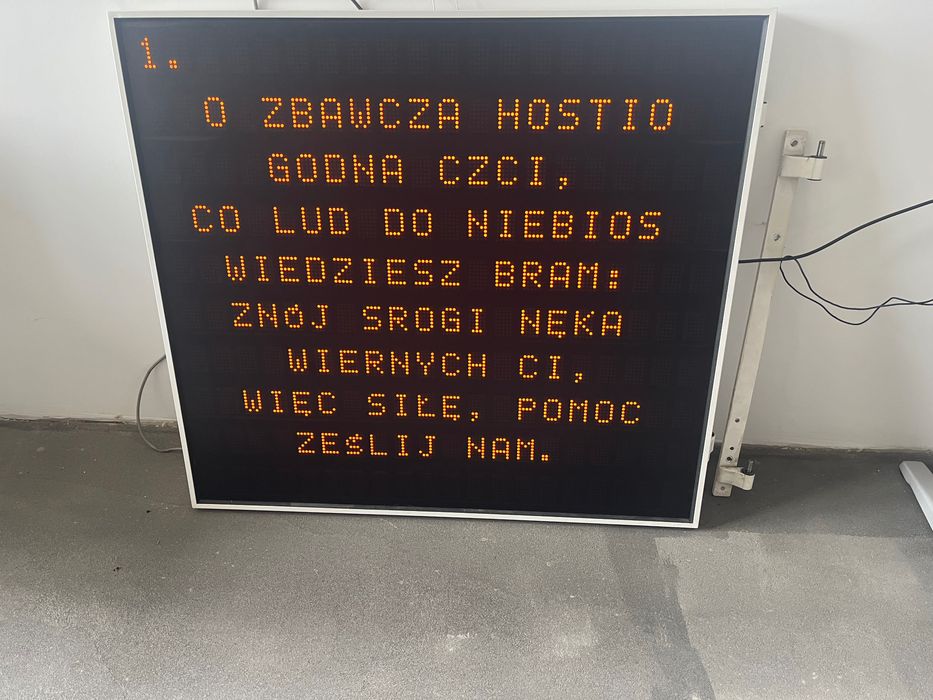 1.
O ZBAWCZA HOSTIO
GODNA CZCI,
CO LUD DO NIEBIOS
WIEDZIESZ BRAM:
ZNÓJ SROGI NĘKA
WIERNYCH CI,
WIĘC SIŁĘ, POMOC
ZEŚLIJ NAM.